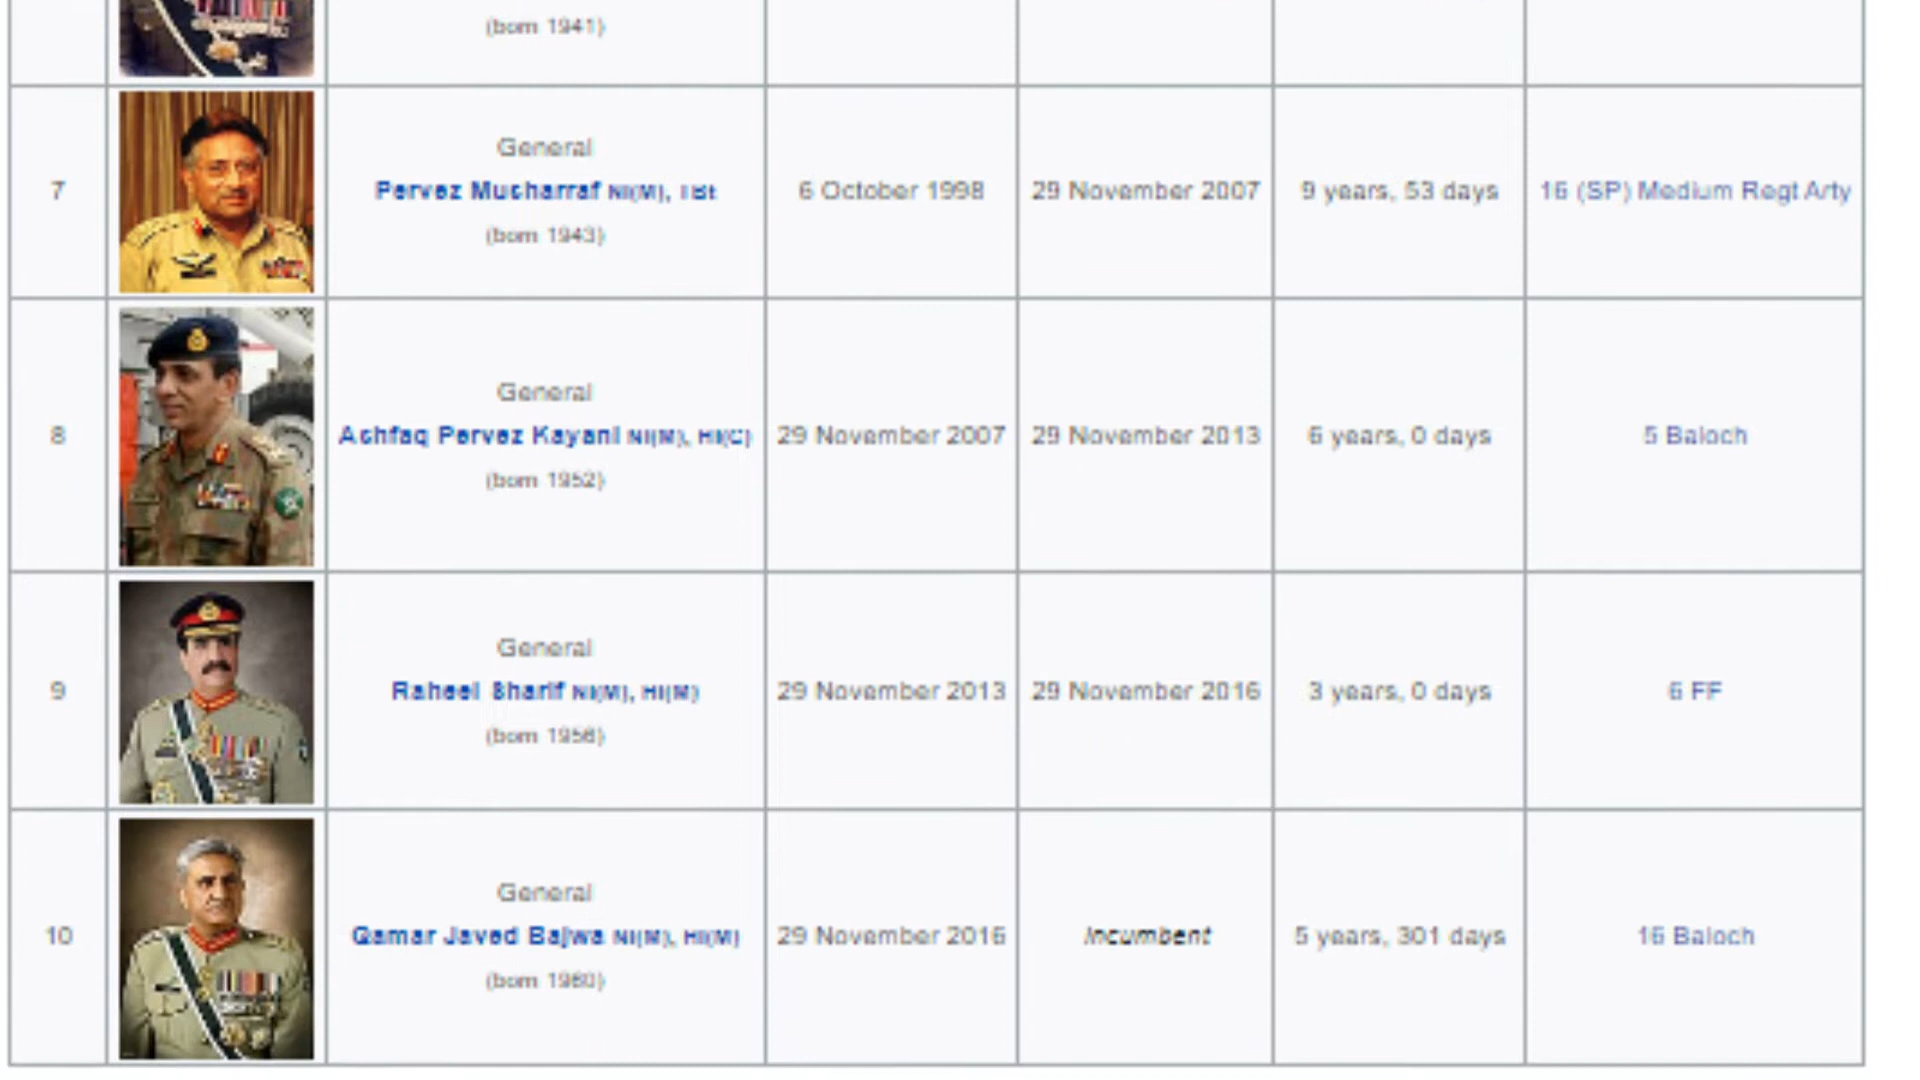 (born 1941)
7
General
Pervez Musharraf NI(M), TBt
(born 1943)
6 October 1998
29 November 2007
9 years, 53 days
16 (SP) Medium Regt Arty
8
General
Ashfaq Pervez Kayani NI(M), HI(C)
(born 1952)
29 November 2007
29 November 2013
6 years, 0 days
5 Baloch
9
General
Raheel Sharif NI(M), HI(M)
(born 1956)
29 November 2013
29 November 2016
3 years, 0 days
6 FF
10
General
Qamar Javed Bajwa NI(M), HI(M)
(born 1960)
29 November 2016
Incumbent
5 years, 301 days
16 Baloch